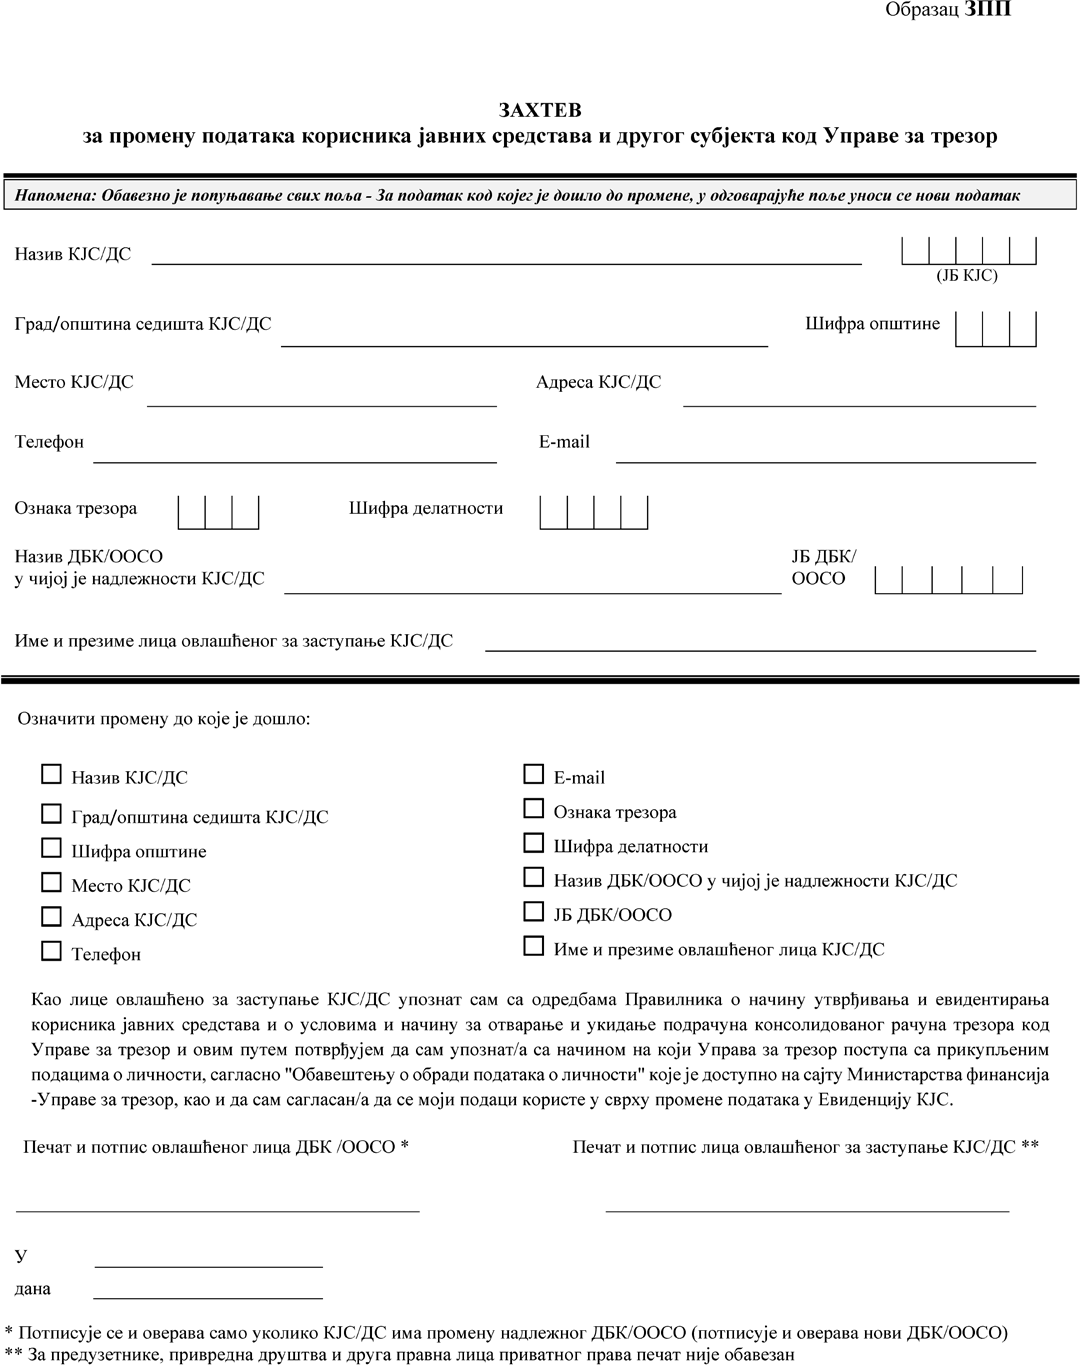 Образац ЗПП
ЗАХТЕВ
за промену података корисника јавних средстава и другог субјекта код Управе за трезор
Напомена: Обавезно је попуњавање свих поља - За податак код којег је дошло до промене, у одговарајуће поље уноси се нови податак
Назив КЈС/ДС
(ЈБ КЈС)
Град/општина седишта КЈС/ДС Шифра општине
Место КЈС/ДС Адреса КЈС/ДС
Телефон E-mail
Ознака трезора Шифра делатности
Назив ДБК/ООСО ЈБ ДБК/
у чијој је надлежности КЈС/ДС ООСО
Име и презиме лица овлашћеног за заступање КЈС/ДС
Означити промену до које је дошло:
Назив КЈС/ДС
Град/општина седишта КЈС/ДС
Шифра општине
Место КЈС/ДС
Адреса КЈС/ДС
Телефон
E-mail
Ознака трезора
Шифра делатности
Назив ДБК/ООСО у чијој је надлежности КЈС/ДС
ЈБ ДБК/ООСО
Име и презиме овлашћеног лица КЈС/ДС
Као лице овлашћено за заступање КЈС/ДС упознат сам са одредбама Правилника о начину утврђивања и евидентирања
корисника јавних средстава и о условима и начину за отварање и укидање подрачуна консолидованог рачуна трезора код
Управе за трезор и овим путем потврђујем да сам упознат/а са начином на који Управа за трезор поступа са прикупљеним
подацима о личности, сагласно "Обавештењу о обради података о личности" које је доступно на сајту Министарства финансија
-Управе за трезор, као и да сам сагласан/а да се моји подаци користе у сврху промене података у Евиденцију КЈС.
Печат и потпис овлашћеног лица ДБК /ООСО * Печат и потпис лица овлашћеног за заступање КЈС/ДС **
У
дана
* Потписује се и оверава само уколико КЈС/ДС има промену надлежног ДБК/ООСО (потписује и оверава нови ДБК/ООСО)
** За предузетнике, привредна друштва и друга правна лица приватног права печат није обавезан